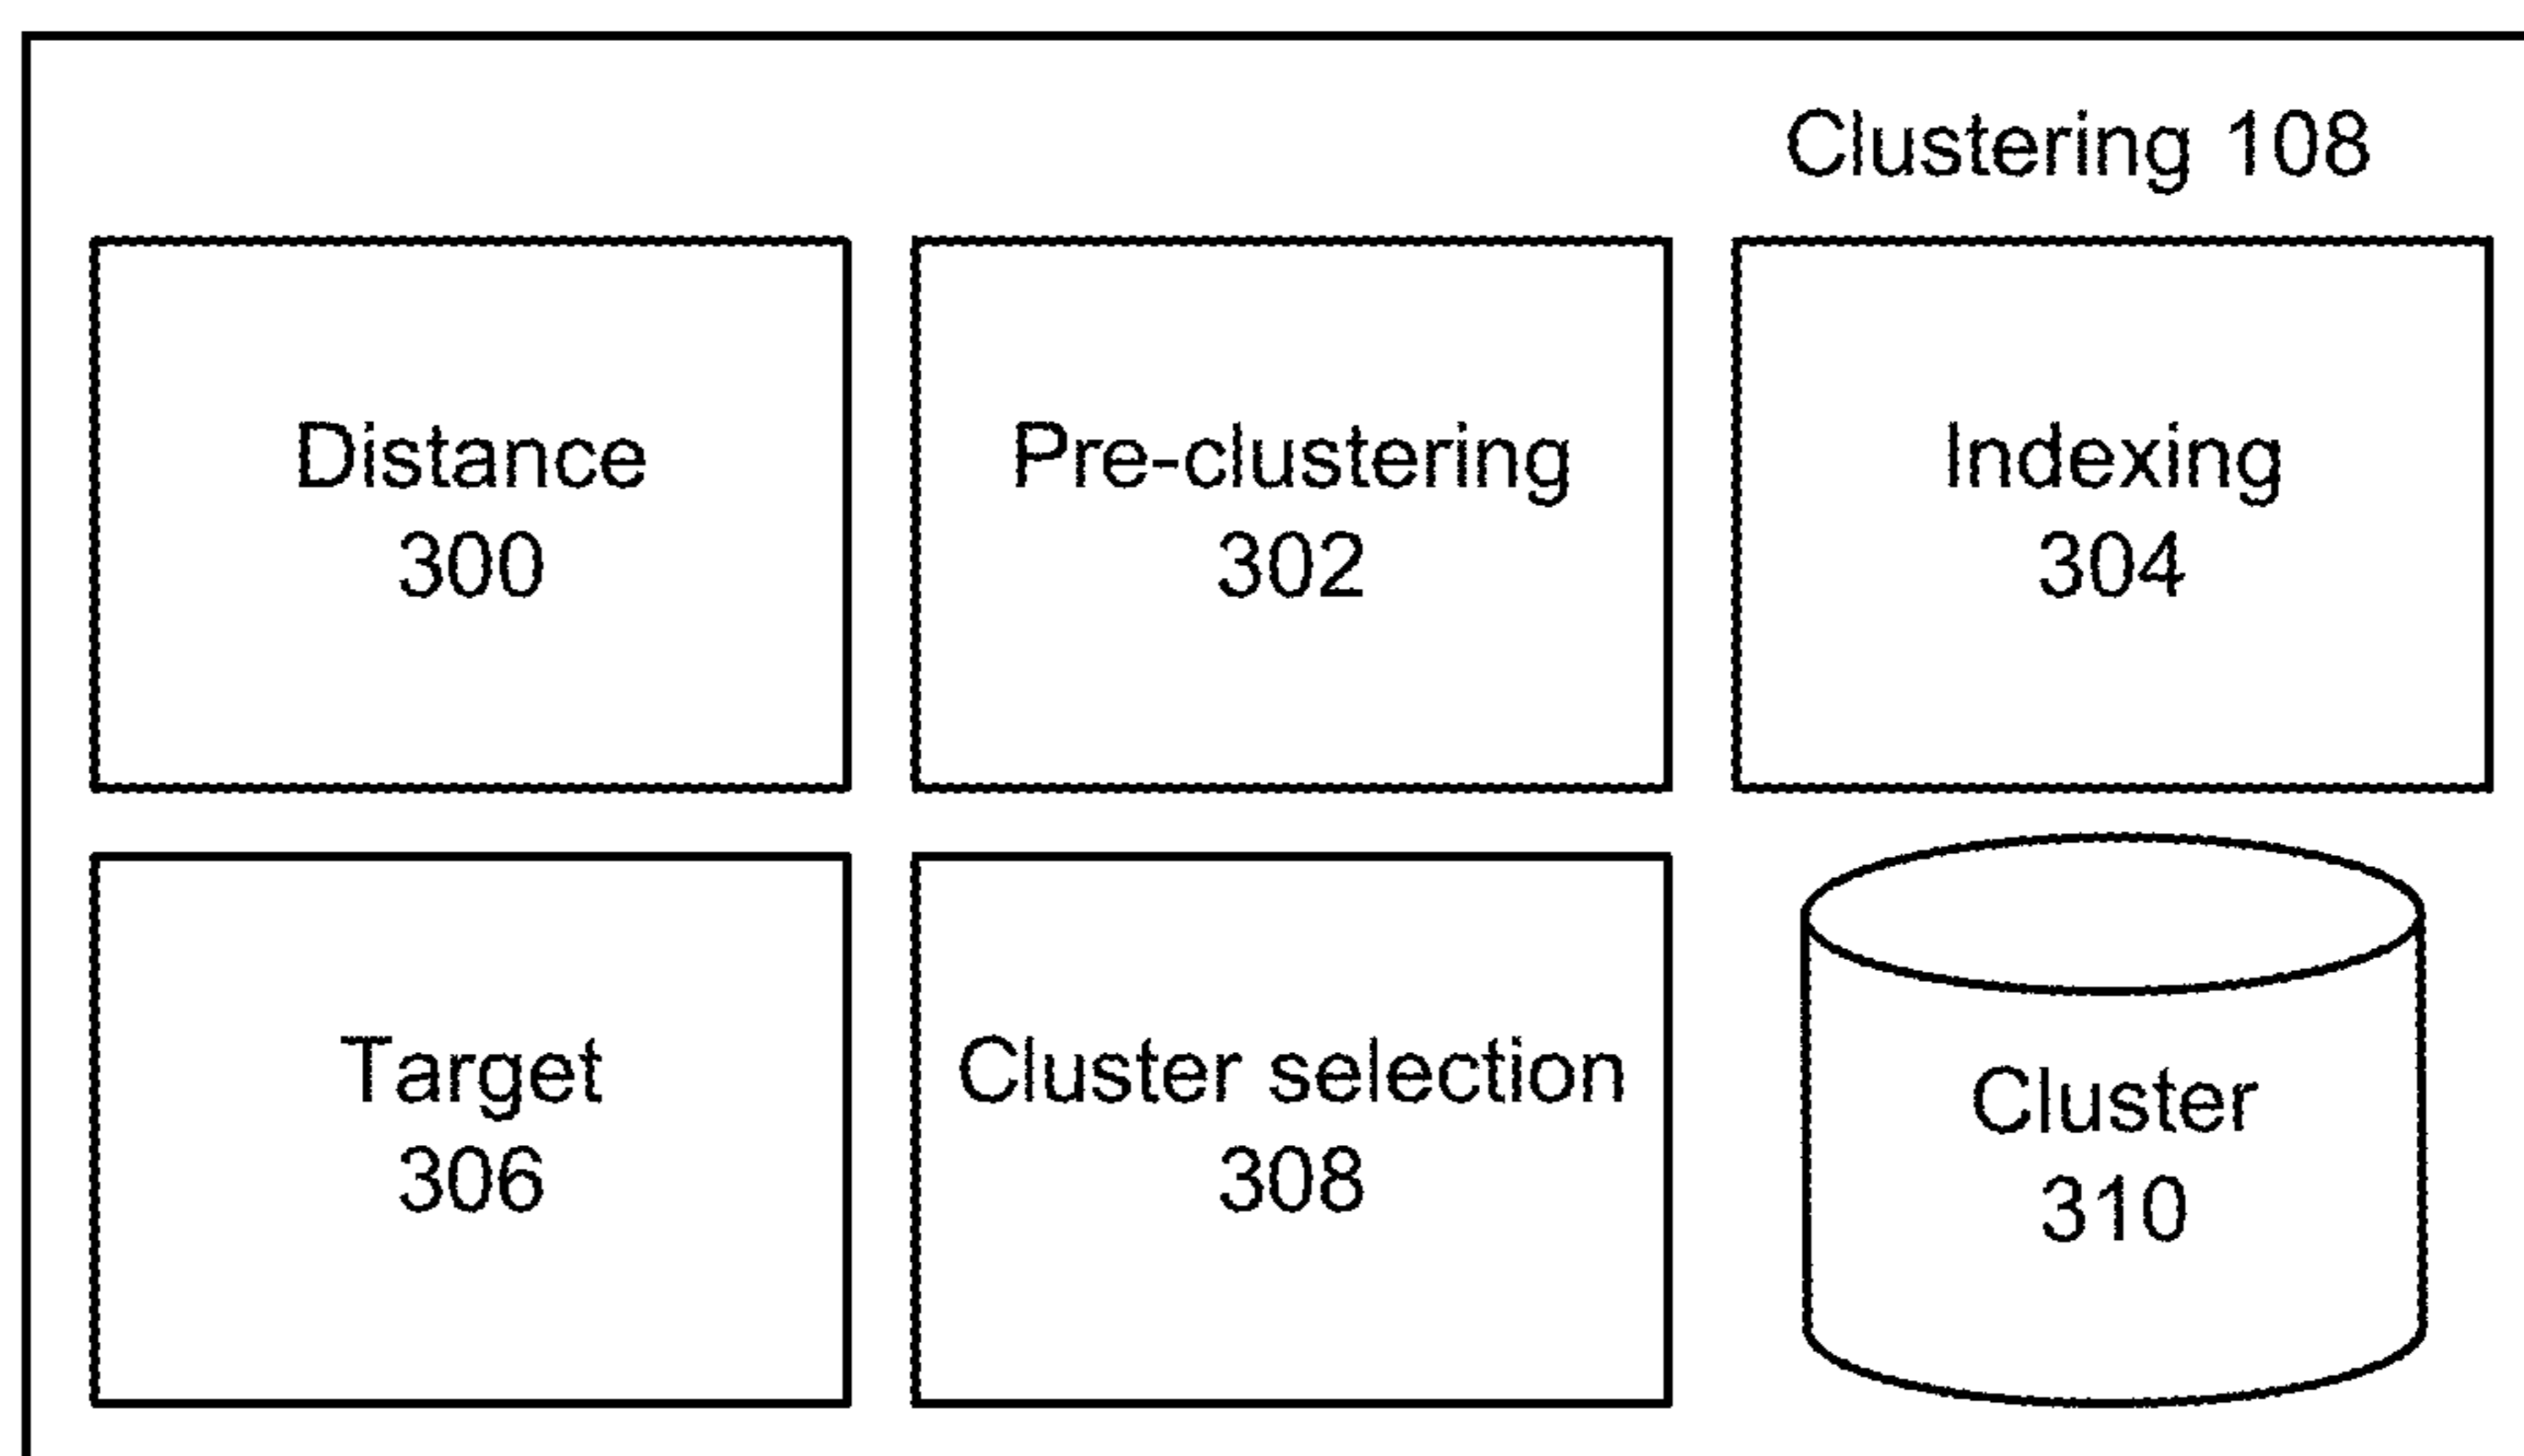 Clustering 108
Distance
300
Pre-clustering
302
Indexing
304
Target
306
Cluster selection
308
Cluster
310